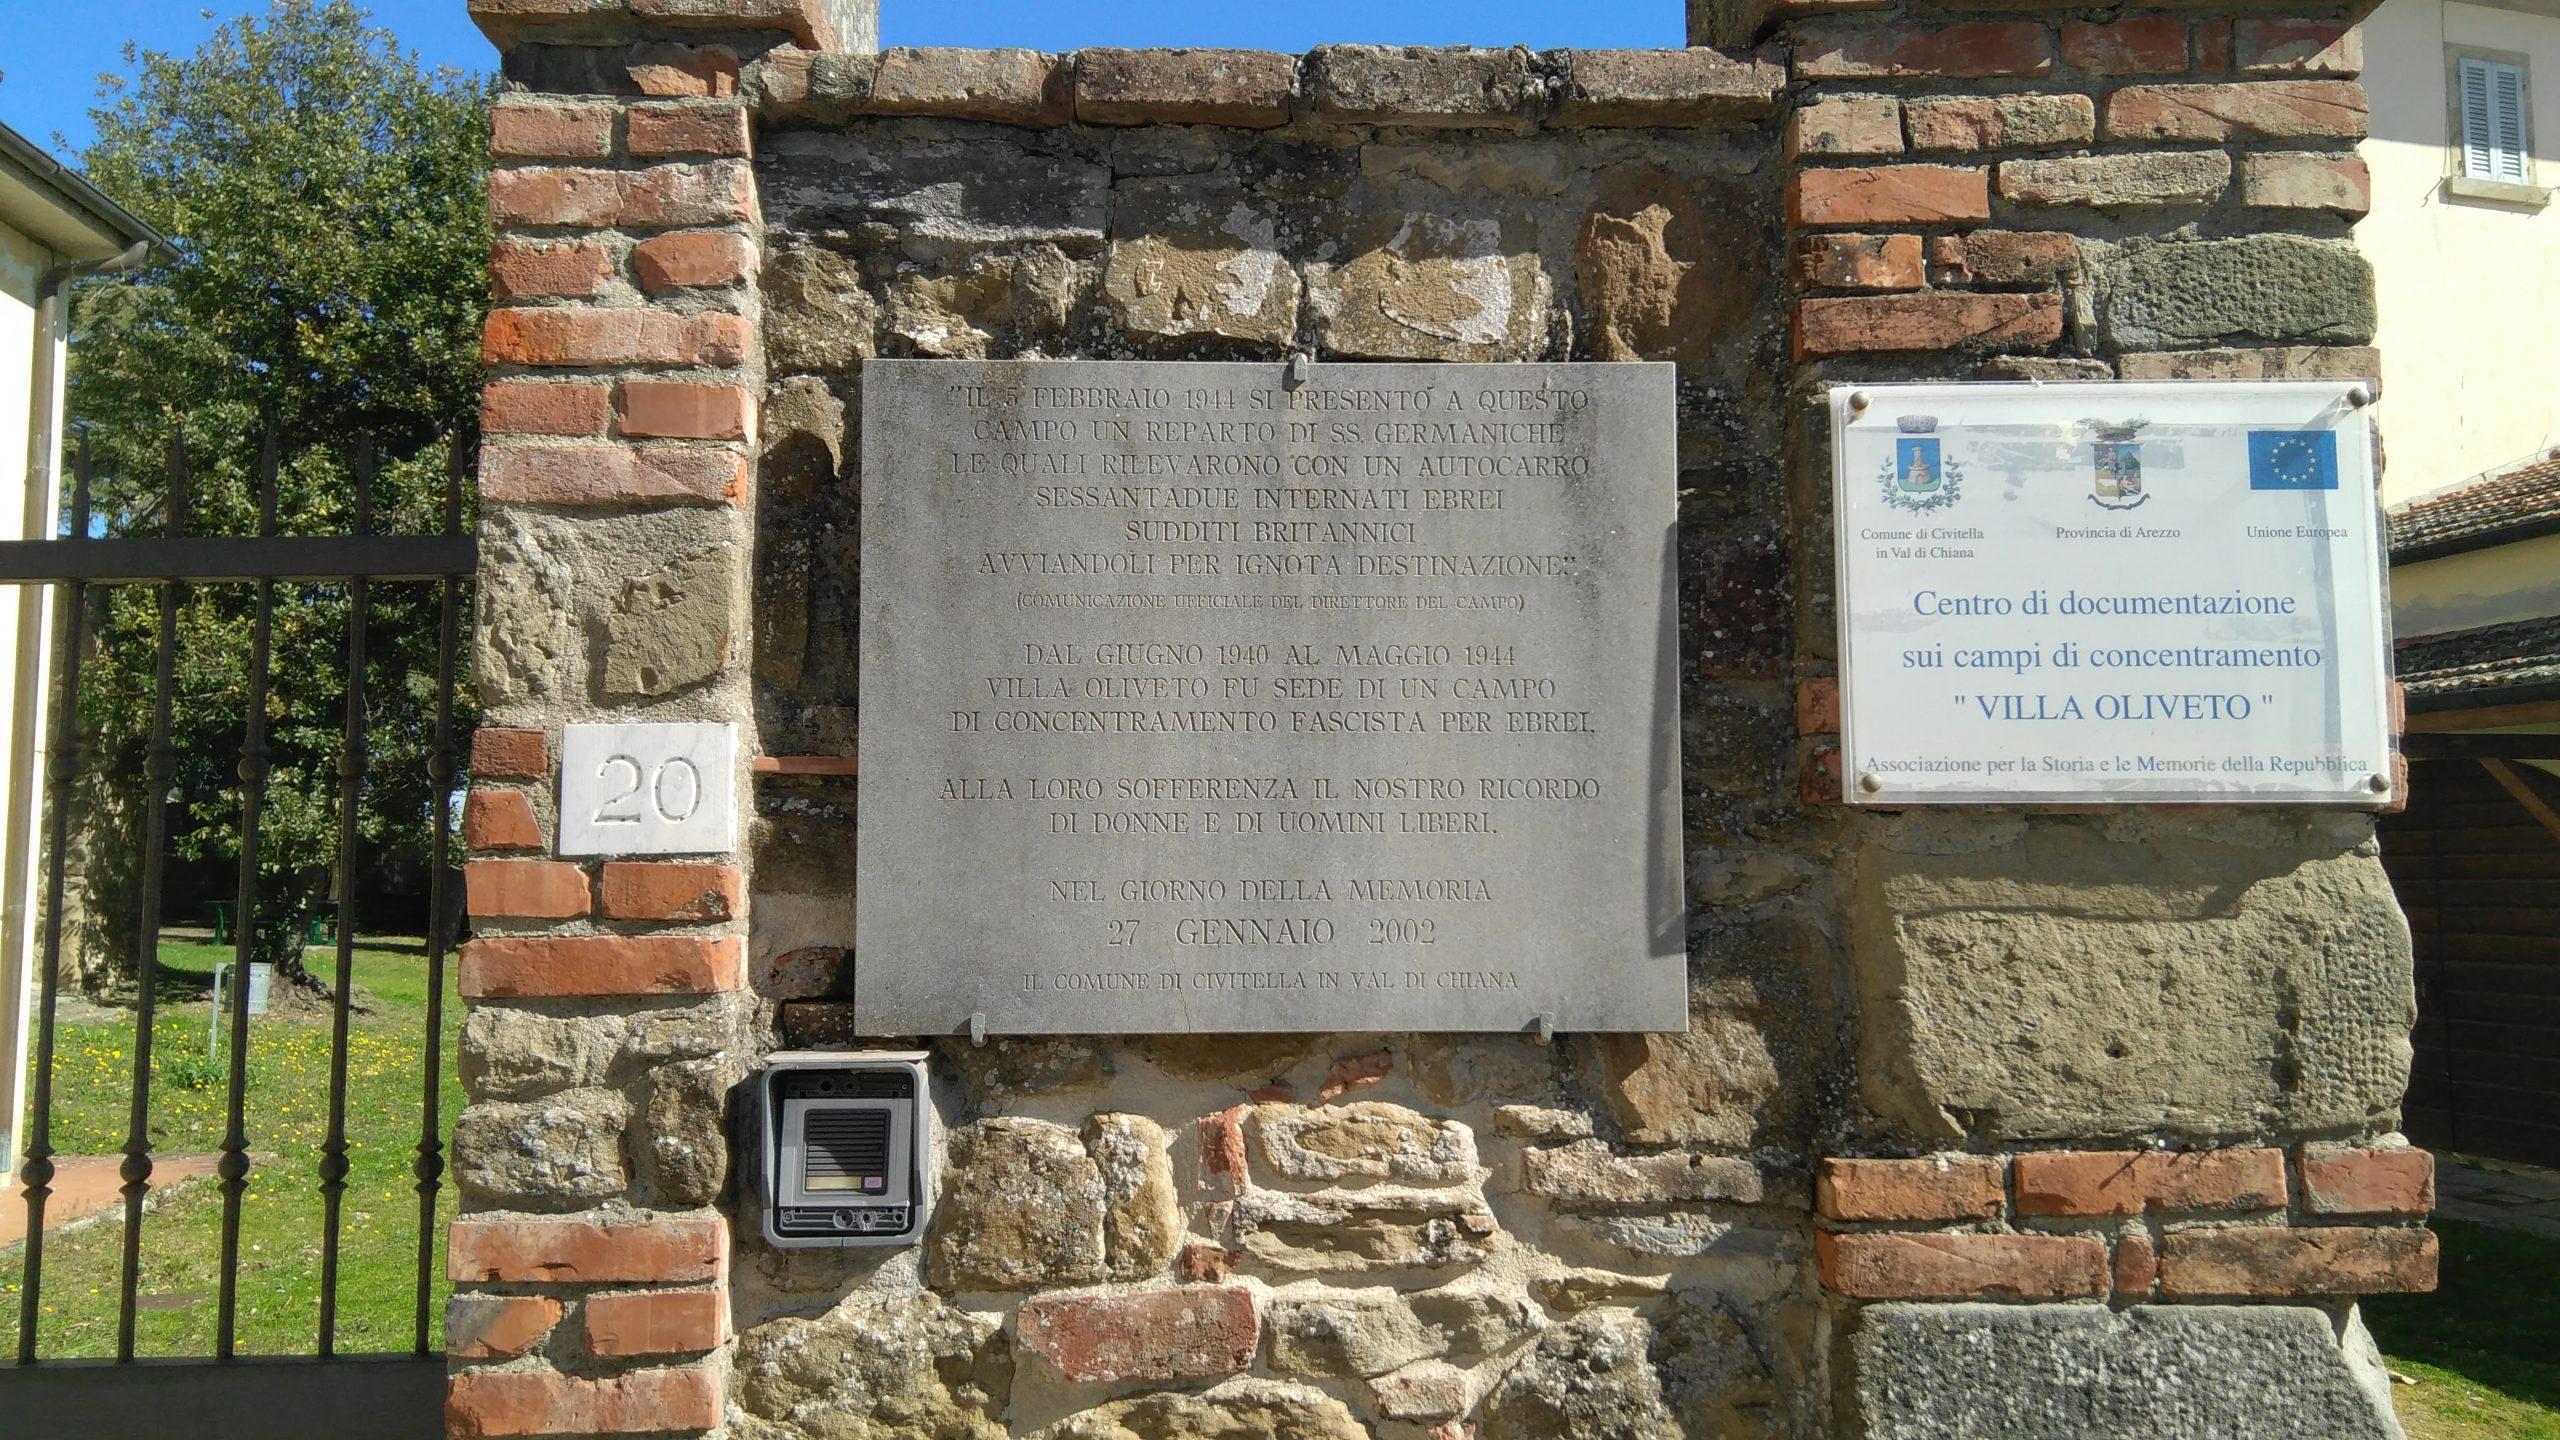 "IL 5 FEBBRAIO 1944 SI PRESENTÒ A QUESTO
CAMPO UN REPARTO DI SS. GERMANICHE
LE QUALI RILEVARONO CON UN AUTOCARRO
SESSANTADUE INTERNATI EBREI
SUDDITI BRITANNICI
AVVIANDOLI PER IGNOTA DESTINAZIONE".
(COMUNICAZIONE UFFICIALE DEL DIRETTORE DEL CAMPO)
DAL GIUGNO 1940 AL MAGGIO 1944
VILLA OLIVETO FU SEDE DI UN CAMPO
DI CONCENTRAMENTO FASCISTA PER EBREI.
ALLA LORO SOFFERENZA IL NOSTRO RICORDO
DI DONNE E DI UOMINI LIBERI.
NEL GIORNO DELLA MEMORIA
27 GENNAIO 2002
IL COMUNE DI CIVITELLA IN VAL DI CHIANA
20
Comune di Civitella
in Val di Chiana
Provincia di Arezzo
Unione Europea
Centro di documentazione
sui campi di concentramento
" VILLA OLIVETO "
Associazione per la Storia e le Memorie della Repubblica